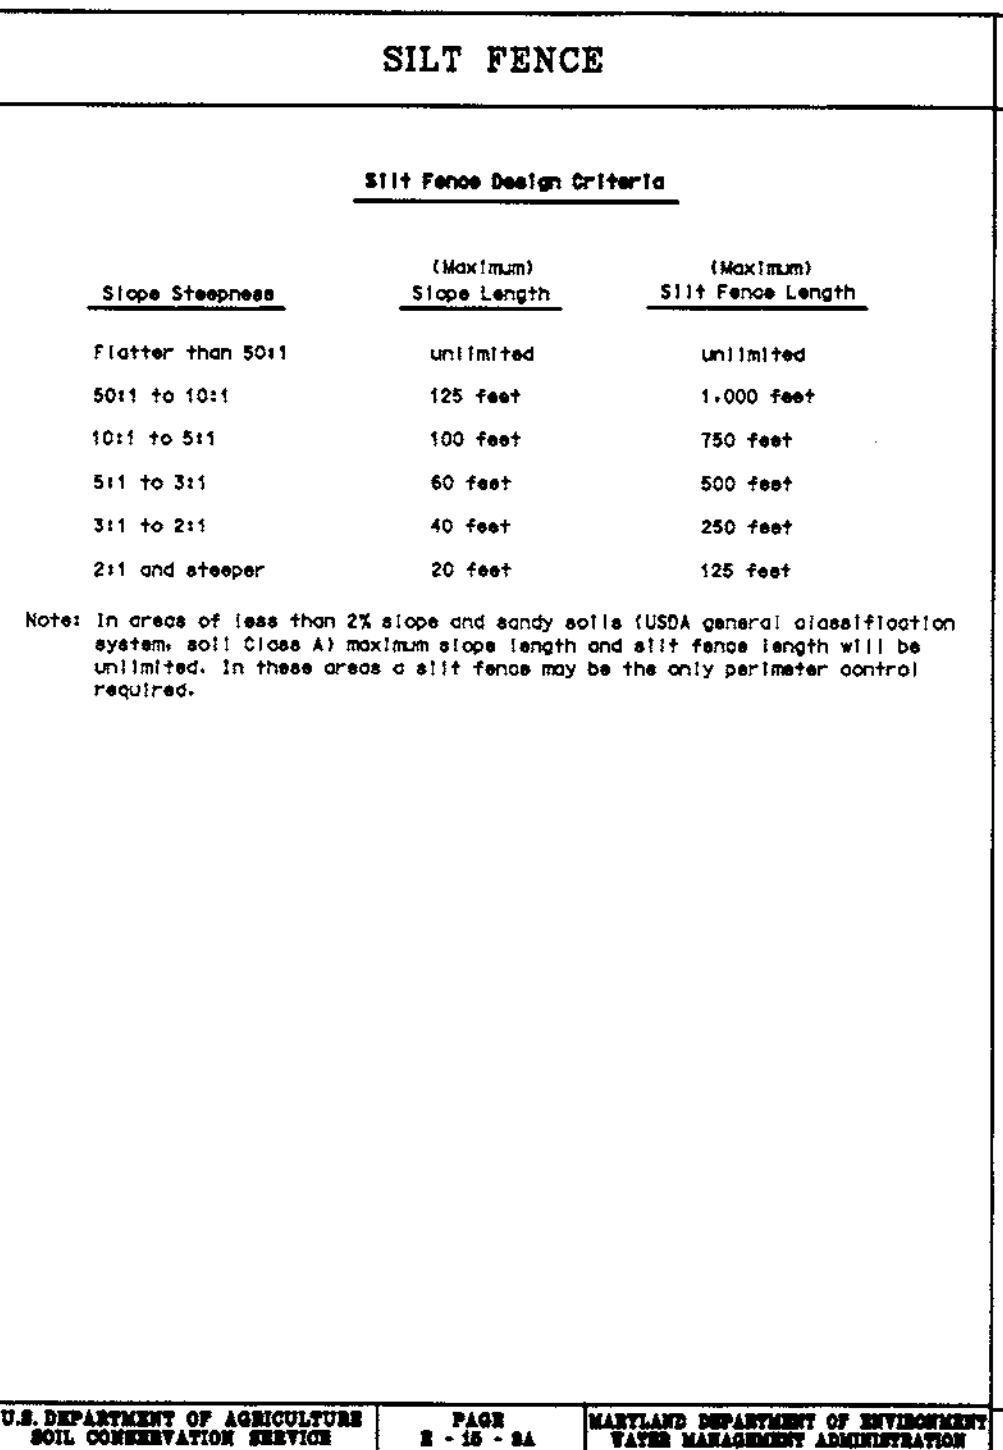 SILT FENCE
Silt Fence Design Criteria
(Maximum) (Maximum)
Slope Steepness Slope Length Silt Fence Length
Flatter than 50:1 unlimited unlimited
50:1 to 10:1 125 feet 1,000 feet
10:1 to 5:1 100 feet 750 feet
5:1 to 3:1 60 feet 500 feet
3:1 to 2:1 40 feet 250 feet
2:1 and steeper 20 feet 125 feet
Note: In areas of less than 2% slope and sandy soils (USDA general classification
system, soil Class A) maximum slope length and silt fence length will be
unlimited. In these areas a silt fence may be the only perimeter control
required.
U.S. DEPARTMENT OF AGRICULTURE PAGE MARYLAND DEPARTMENT OF ENVIRONMENT
SOIL CONSERVATION SERVICE E - 15 - 3A WATER MANAGEMENT ADMINISTRATION